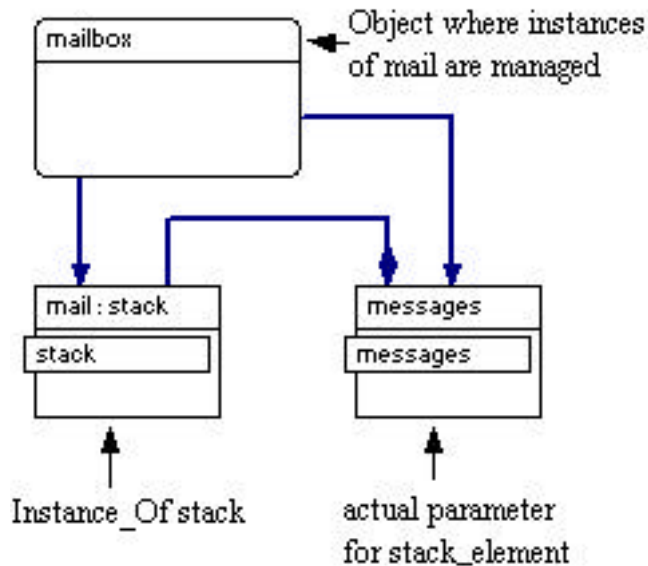 mailbox
Object where instances
of mail are managed
mail : stack
stack
messages
messages
Instance_Of stack
actual parameter
for stack_element